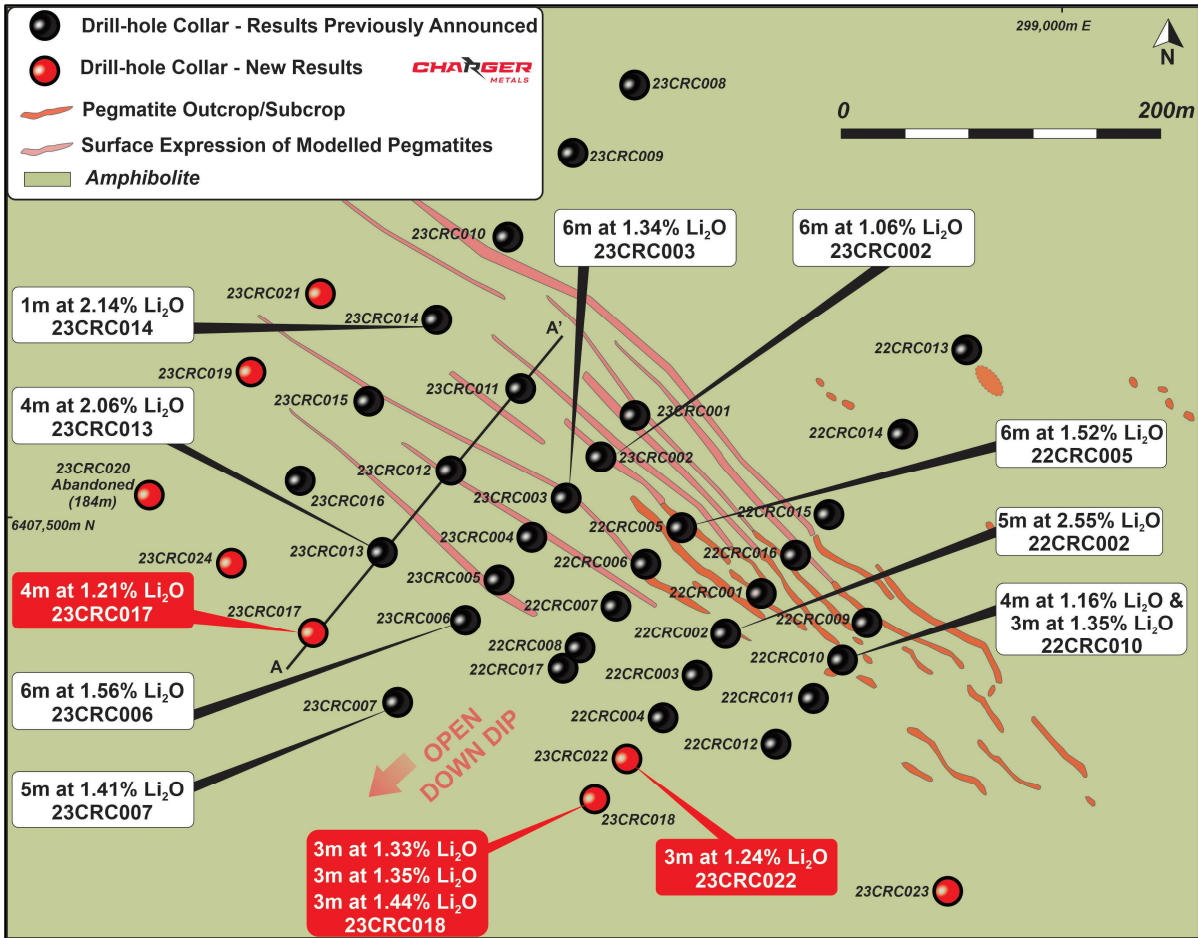 Drill-hole Collar - Results Previously Announced
Drill-hole Collar - New Results
CHARGER
METALS
Pegmatite Outcrop/Subcrop
Surface Expression of Modelled Pegmatites
Amphibolite
299,000m E
N
0
200m
23CRC008
23CRC009
23CRC010
6m at 1.34% Li₂O
23CRC003
6m at 1.06% Li₂O
23CRC002
23CRC021
1m at 2.14% Li₂O
23CRC014
23CRC014
A'
22CRC013
23CRC019
23CRC011
23CRC015
23CRC001
4m at 2.06% Li₂O
23CRC013
22CRC014
6m at 1.52% Li₂O
22CRC005
23CRC002
23CRC012
23CRC020
Abandoned
(184m)
23CRC016
23CRC003
22CRC015
6407,500m N
22CRC005
5m at 2.55% Li₂O
22CRC002
23CRC004
23CRC013
22CRC016
23CRC024
22CRC006
23CRC005
4m at 1.21% Li₂O
23CRC017
22CRC001
23CRC017
22CRC007
4m at 1.16% Li₂O &
3m at 1.35% Li₂O
22CRC010
23CRC006
22CRC009
22CRC002
22CRC008
22CRC010
A
22CRC017
22CRC003
6m at 1.56% Li₂O
23CRC006
23CRC007
22CRC011
22CRC004
OPEN
DOWN DIP
22CRC012
23CRC022
5m at 1.41% Li₂O
23CRC007
23CRC018
3m at 1.33% Li₂O
3m at 1.35% Li₂O
3m at 1.44% Li₂O
23CRC018
3m at 1.24% Li₂O
23CRC022
23CRC023